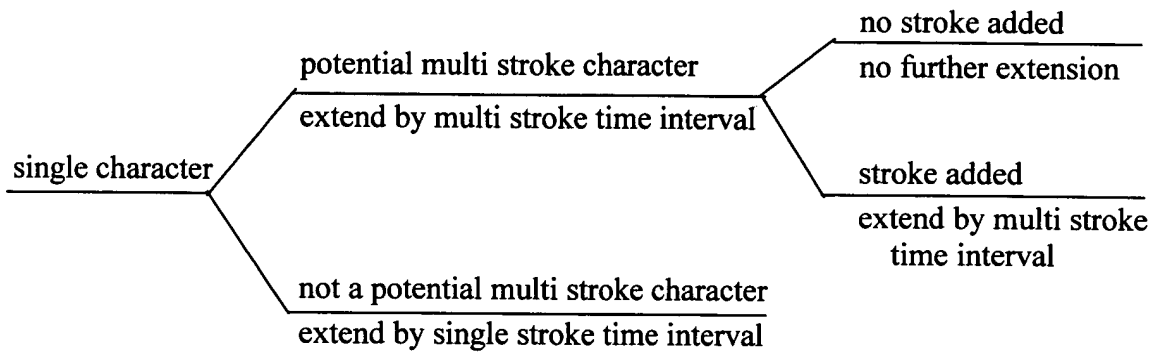 single character
potential multi stroke character
extend by multi stroke time interval
no stroke added
no further extension
stroke added
extend by multi stroke
time interval
not a potential multi stroke character
extend by single stroke time interval